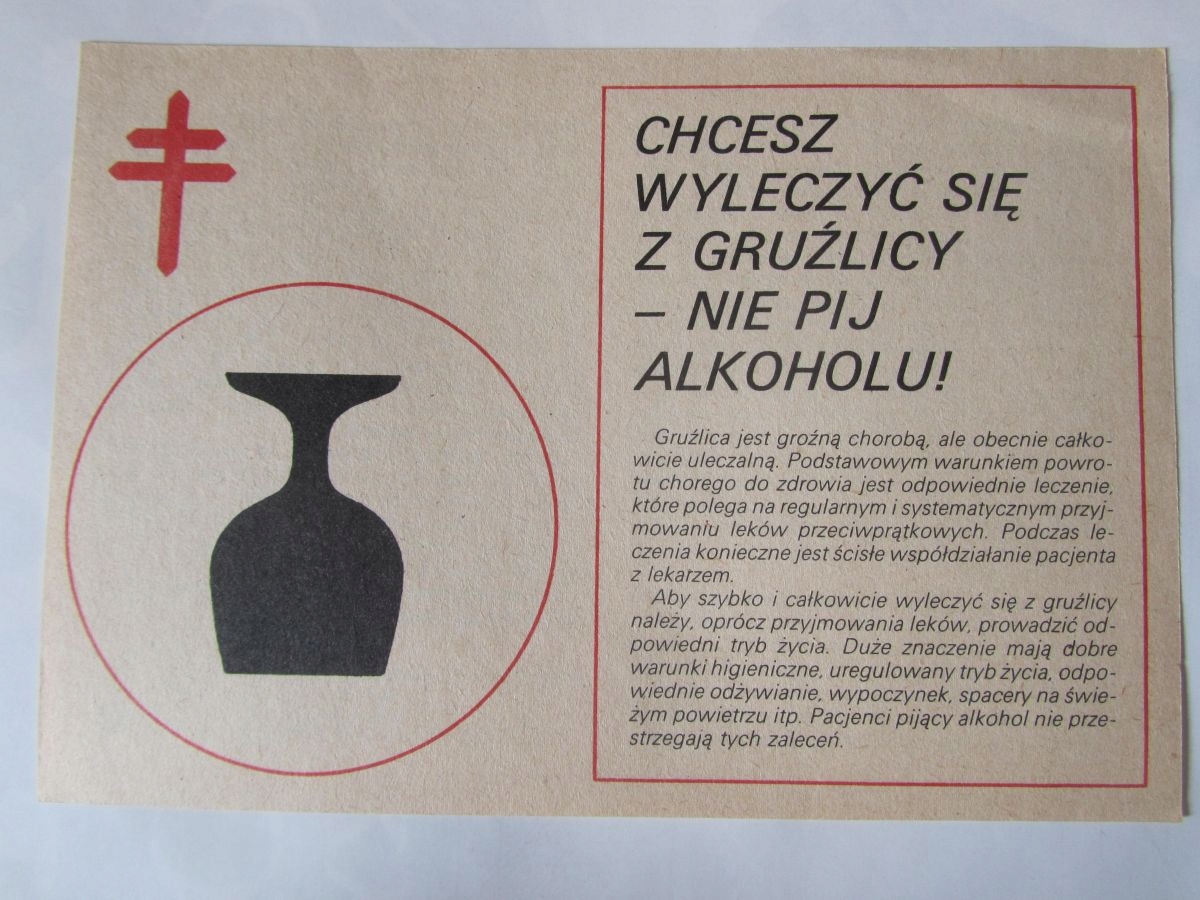 CHCESZ
WYLECZYĆ SIĘ
Z GRUŹLICY
– NIE PIJ
ALKOHOLU!
Gruźlica jest groźną chorobą, ale obecnie całko-
wicie uleczalną. Podstawowym warunkiem powro-
tu chorego do zdrowia jest odpowiednie leczenie,
które polega na regularnym i systematycznym przyj-
mowaniu leków przeciwprątkowych. Podczas le-
czenia konieczne jest ścisłe współdziałanie pacjenta
z lekarzem.
Aby szybko i całkowicie wyleczyć się z gruźlicy
należy, oprócz przyjmowania leków, prowadzić od-
powiedni tryb życia. Duże znaczenie mają dobre
warunki higieniczne, uregulowany tryb życia, odpo-
wiednie odżywianie, wypoczynek, spacery na świe-
żym powietrzu itp. Pacjenci pijący alkohol nie prze-
strzegają tych zaleceń.